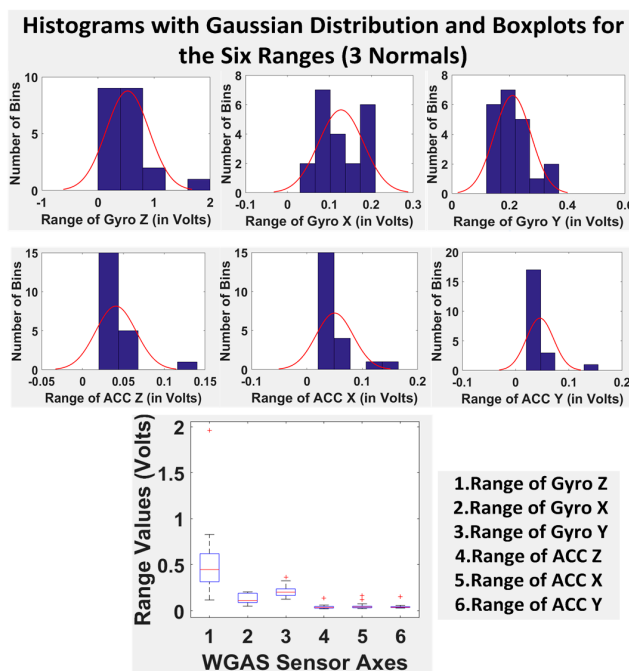 Histograms with Gaussian Distribution and Boxplots for
the Six Ranges (3 Normals)
10
5
0
Number of Bins
-1
0
1
2
Range of Gyro Z (in Volts)
8
6
4
2
0
Number of Bins
0
0.1
0.2
0.3
Range of Gyro X (in Volts)
8
6
4
2
0
Number of Bins
0
0.2
0.4
0.6
Range of Gyro Y (in Volts)
15
10
5
0
Number of Bins
-0.05
0
0.05
0.1
0.15
Range of ACC Z (in Volts)
15
10
5
0
Number of Bins
-0.1
0
0.1
0.2
Range of ACC X (in Volts)
20
15
10
5
0
Number of Bins
-0.1
0
0.1
0.2
Range of ACC Y (in Volts)
2
1.5
1
0.5
0
Range Values (Volts)
1
2
3
4
5
6
WGAS Sensor Axes
1.Range of Gyro Z
2.Range of Gyro X
3.Range of Gyro Y
4.Range of ACC Z
5.Range of ACC X
6.Range of ACC Y